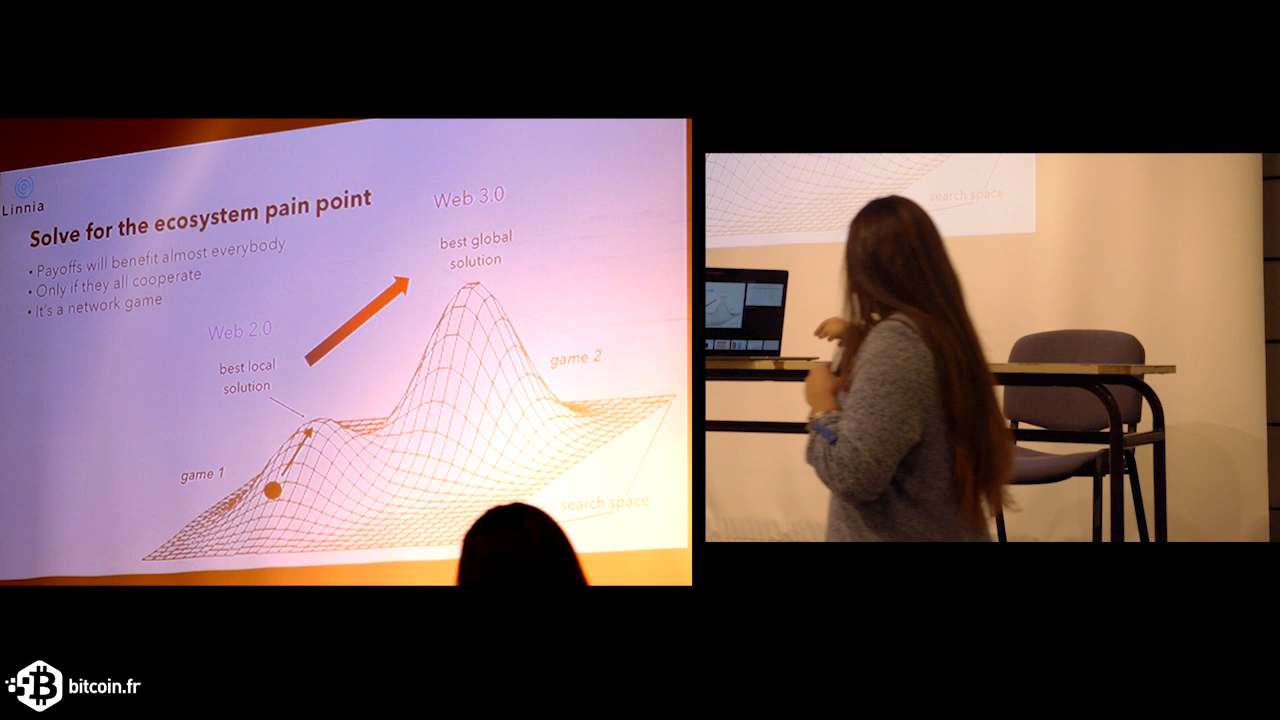 Linnia
Solve for the ecosystem pain point
• Payoffs will benefit almost everybody
• Only if they all cooperate
• It's a network game
Web 3.0
best global
solution
Web 2.0
best local
solution
game 2
game 1
search space
search space
bitcoin.fr